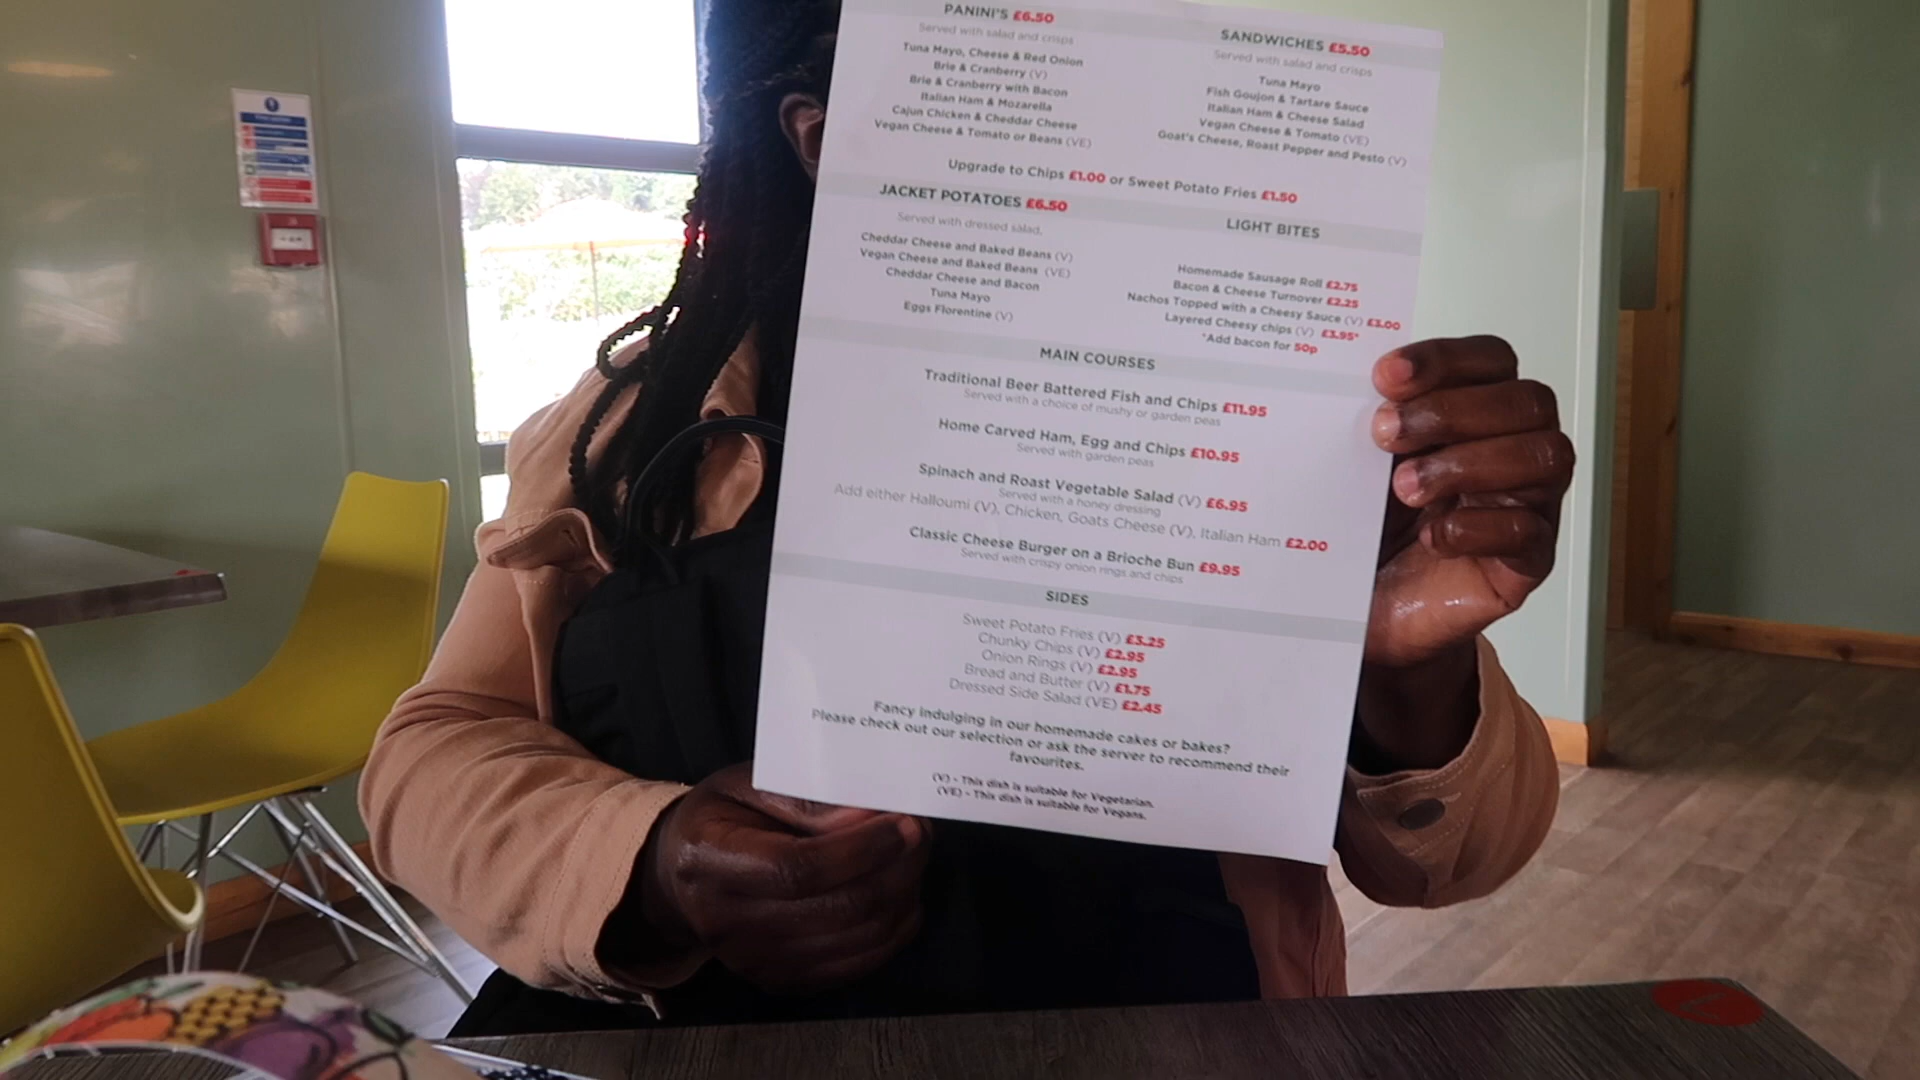 PANINI'S £6.50
Served with salad and crisps
Tuna Mayo, Cheese & Red Onion
Brie & Cranberry (V)
Brie & Cranberry with Bacon
Italian Ham & Mozarella
Cajun Chicken & Cheddar Cheese
Vegan Cheese & Tomato or Beans (VE)
SANDWICHES £5.50
Served with salad and crisps
Tuna Mayo
Fish Goujon & Tartare Sauce
Italian Ham & Cheese Salad
Vegan Cheese & Tomato (VE)
Goat's Cheese, Roast Pepper and Pesto (V)
Upgrade to Chips £1.00 or Sweet Potato Fries £1.50
JACKET POTATOES £6.50
Served with dressed salad.
Cheddar Cheese and Baked Beans (V)
Vegan Cheese and Baked Beans (VE)
Cheddar Cheese and Bacon
Tuna Mayo
Eggs Florentine (V)
LIGHT BITES
Homemade Sausage Roll £2.75
Bacon & Cheese Turnover £2.25
Nachos Topped with a Cheesy Sauce (V) £3.00
Layered Cheesy chips (V) £3.95*
*Add bacon for 50p
MAIN COURSES
Traditional Beer Battered Fish and Chips £11.95
Served with a choice of mushy or garden peas
Home Carved Ham, Egg and Chips £10.95
Served with garden peas
Spinach and Roast Vegetable Salad (V) £6.95
Served with a honey dressing
Add either Halloumi (V), Chicken, Goats Cheese (V), Italian Ham £2.00
Classic Cheese Burger on a Brioche Bun £9.95
Served with crispy onion rings and chips
SIDES
Sweet Potato Fries (V) £3.25
Chunky Chips (V) £2.95
Onion Rings (V) £2.95
Bread and Butter (V) £1.75
Dressed Side Salad (VE) £2.45
Fancy indulging in our homemade cakes or bakes?
Please check out our selection or ask the server to recommend their
favourites.
(V) - This dish is suitable for Vegetarian.
(VE) - This dish is suitable for Vegans.